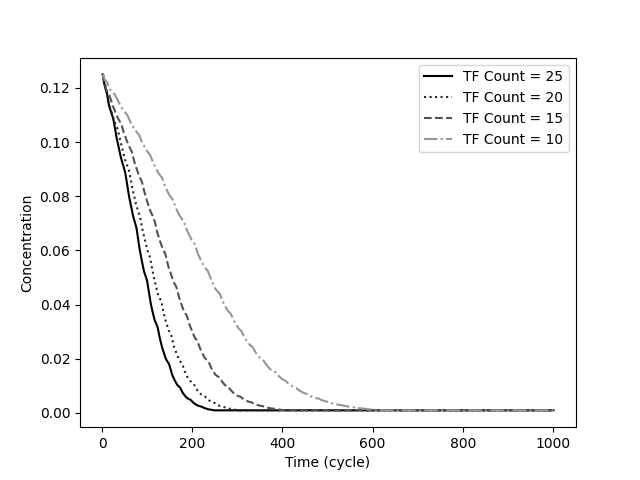 TF Count = 25
TF Count = 20
TF Count = 15
TF Count = 10
0.12
0.10
0.08
0.06
0.04
0.02
0.00
Concentration
0 200 400 600 800 1000
Time (cycle)